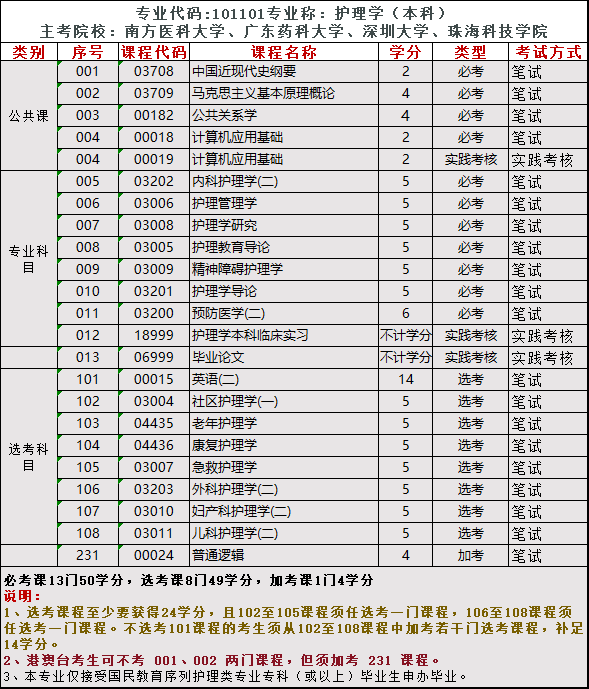 专业代码:101101专业称：护理学（本科）
主考院校：南方医科大学、广东药科大学、深圳大学、珠海科技学院
类别 序号 课程代码 课程名称 学分 类型 考试方式
公共课
001 03708 中国近现代史纲要 2 必考 笔试
002 03709 马克思主义基本原理概论 4 必考 笔试
003 00182 公共关系学 4 必考 笔试
004 00018 计算机应用基础 2 必考 笔试
004 00019 计算机应用基础 2 实践考核 实践考核
专业科目
005 03202 内科护理学(二) 5 必考 笔试
006 03006 护理管理学 5 必考 笔试
007 03008 护理学研究 5 必考 笔试
008 03005 护理教育导论 5 必考 笔试
009 03009 精神障碍护理学 5 必考 笔试
010 03201 护理学导论 5 必考 笔试
011 03200 预防医学(二) 6 必考 笔试
012 18999 护理学本科临床实习 不计学分 实践考核 实践考核
013 06999 毕业论文 不计学分 实践考核 实践考核
选考科目
101 00015 英语(二) 14 选考 笔试
102 03004 社区护理学(一) 5 选考 笔试
103 04435 老年护理学 5 选考 笔试
104 04436 康复护理学 5 选考 笔试
105 03007 急救护理学 5 选考 笔试
106 03203 外科护理学(二) 5 选考 笔试
107 03010 妇产科护理学(二) 5 选考 笔试
108 03011 儿科护理学(二) 5 选考 笔试
231 00024 普通逻辑 4 加考 笔试
必考课13门50学分，选考课8门49学分，加考课1门4学分
说明：
1、选考课程至少要获得24学分，且102至105课程须任选考一门课程，106至108课程须
任选考一门课程。不选考101课程的考生须从102至108课程中加考若干门选考课程，补足
14学分。
2、港澳台考生可不考 001、002 两门课程，但须加考 231 课程。
3、本专业仅接受国民教育序列护理类专业专科（或以上）毕业生申办毕业。